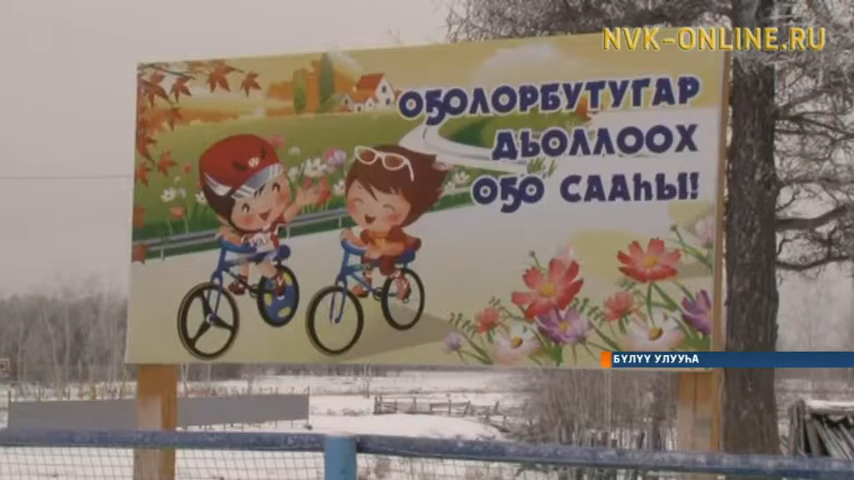 NVK-ONLINE.RU
ОҔОЛОРБУТУГАР
ДЬОЛЛООХ
ОҔО СААҺЫ!
БҮЛҮҮ УЛУУҺА